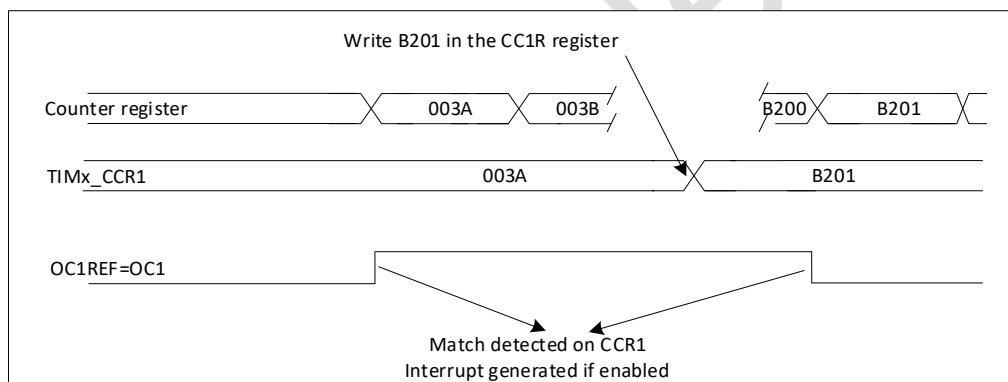 Write B201 in the CC1R register
Counter register 003A 003B B200 B201
TIMx_CCR1 003A B201
OC1REF=OC1
Match detected on CCR1
Interrupt generated if enabled